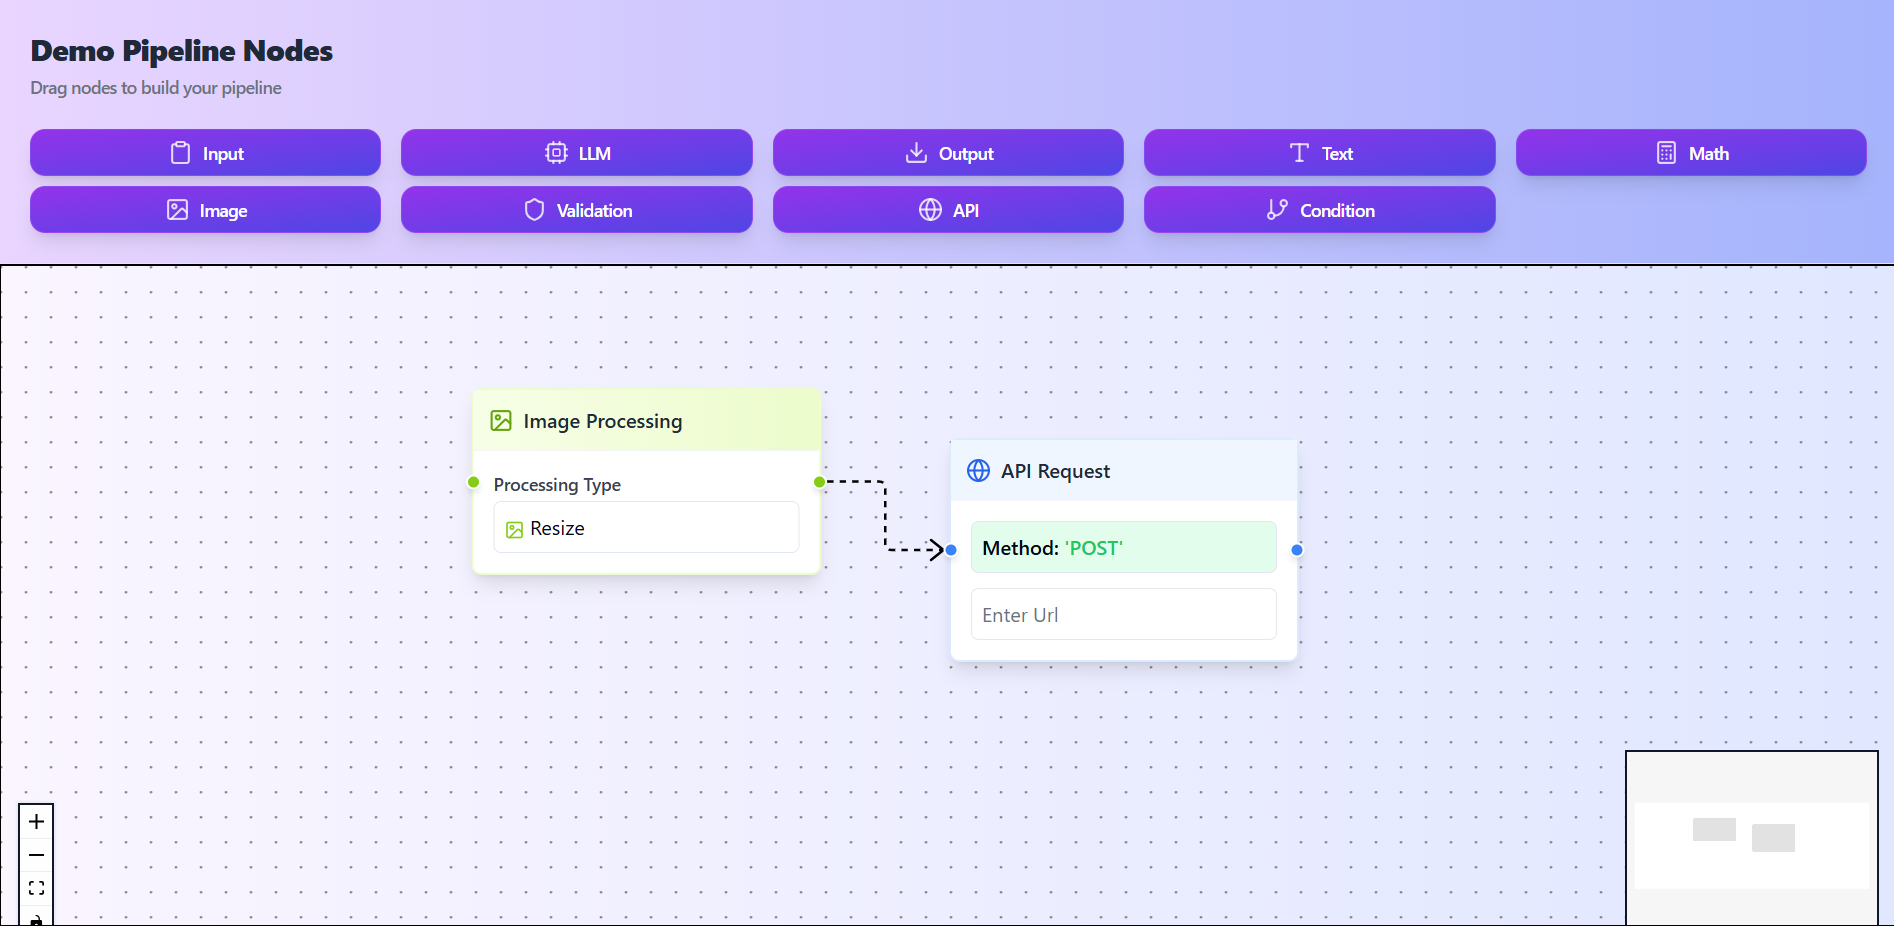 Demo Pipeline Nodes
Drag nodes to build your pipeline
Input
LLM
Output
Text
Math
Image
Validation
API
Condition
Image Processing
Processing Type
Resize
API Request
Method: 'POST'
Enter Url